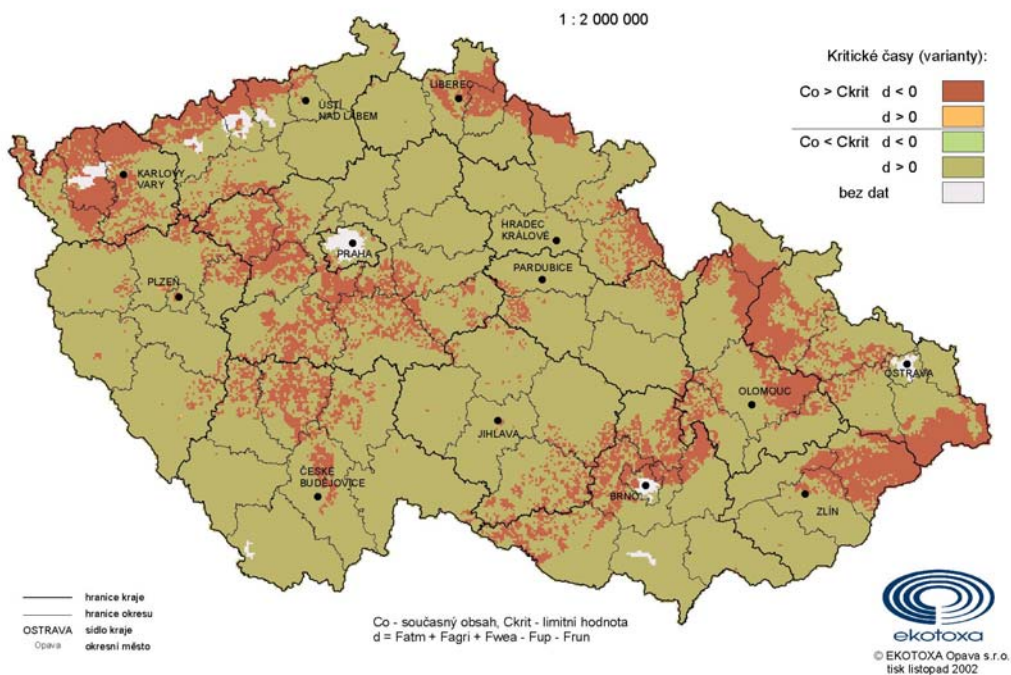 1 : 2 000 000
Kritické časy (varianty):
Co > Ckrit d < 0
d > 0
Co < Ckrit d < 0
d > 0
bez dat
LIBEREC
ÚSTÍ
NAD LABEM
KARLOVY
VARY
HRADEC
KRÁLOVÉ
PRAHA
PARDUBICE
PLZEŇ
OSTRAVA
OLOMOUC
JIHLAVA
ČESKÉ
BUDĚJOVICE
BRNO
ZLÍN
hranice kraje
hranice okresu
OSTRAVA sídlo kraje
Opava okresní město
Co - současný obsah, Ckrit - limitní hodnota
d = Fatm + Fagri + Fwea - Fup - Frun
ekotoxa
© EKOTOXA Opava s.r.o.
tisk listopad 2002